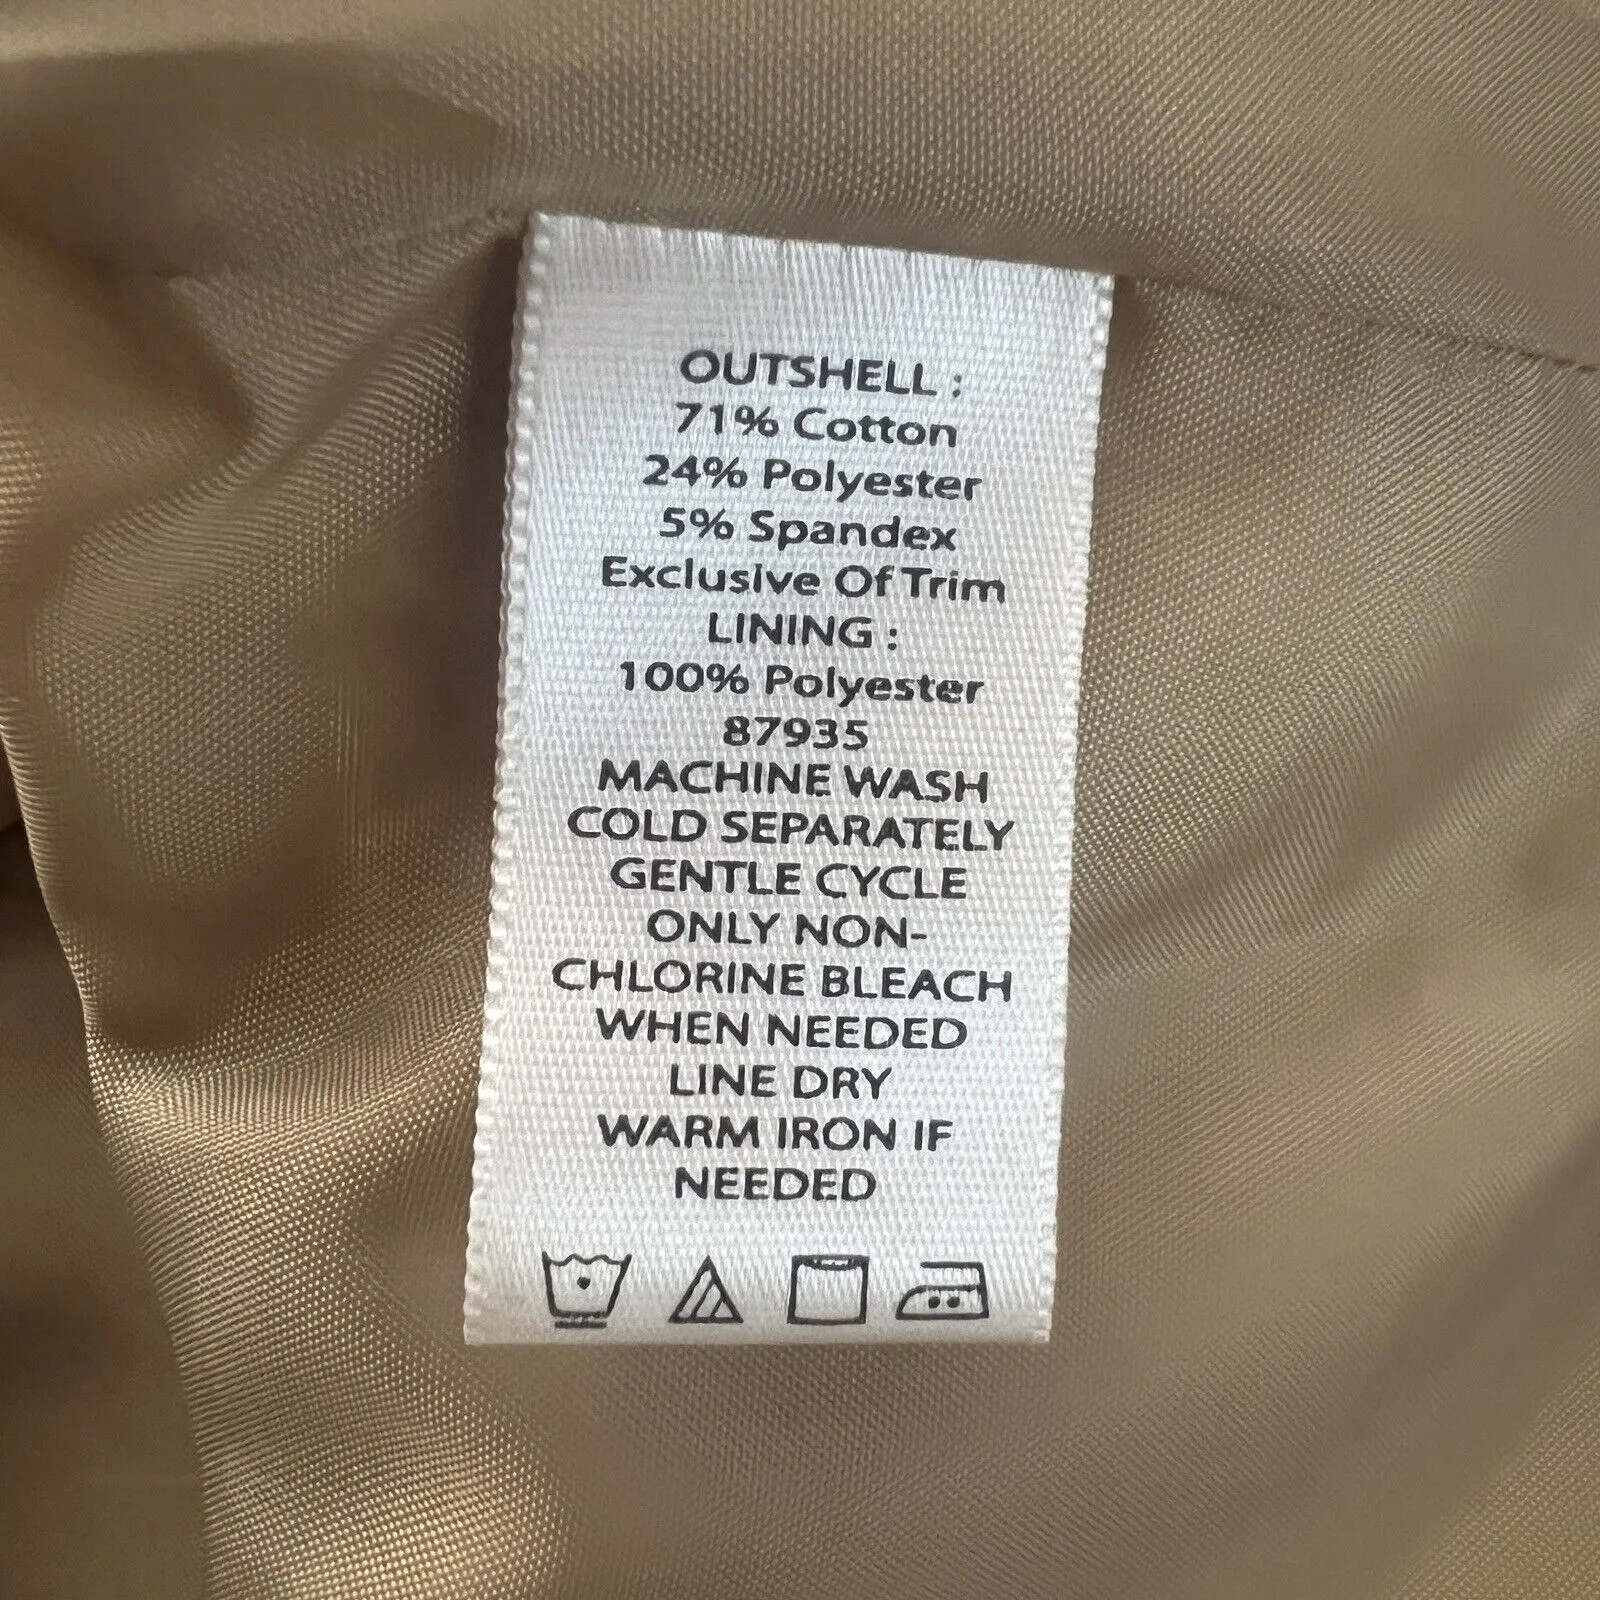 OUTSHELL :
71% Cotton
24% Polyester
5% Spandex
Exclusive Of Trim
LINING :
100% Polyester
87935
MACHINE WASH
COLD SEPARATELY
GENTLE CYCLE
ONLY NON-
CHLORINE BLEACH
WHEN NEEDED
LINE DRY
WARM IRON IF
NEEDED